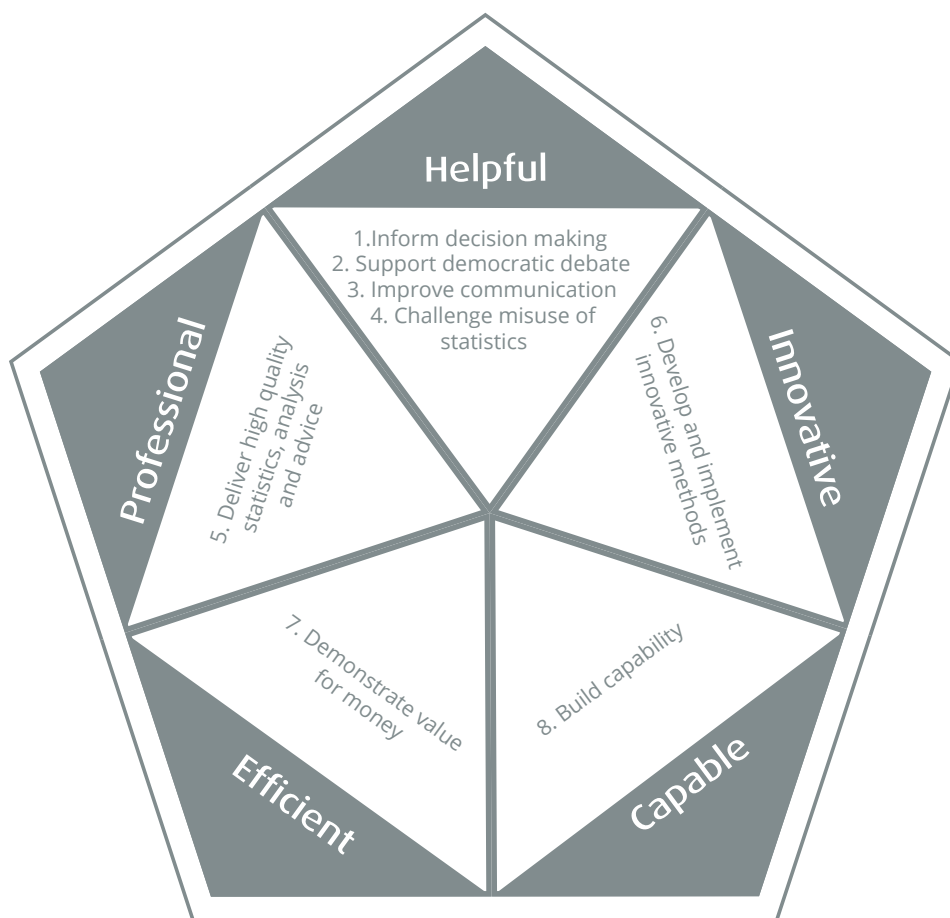 Helpful
1.Inform decision making
2. Support democratic debate
3. Improve communication
4. Challenge misuse of
statistics
Professional
5. Deliver high quality
statistics, analysis
and advice
Innovative
6. Develop and implement
innovative methods
Efficient
7. Demonstrate value
for money
Capable
8. Build capability